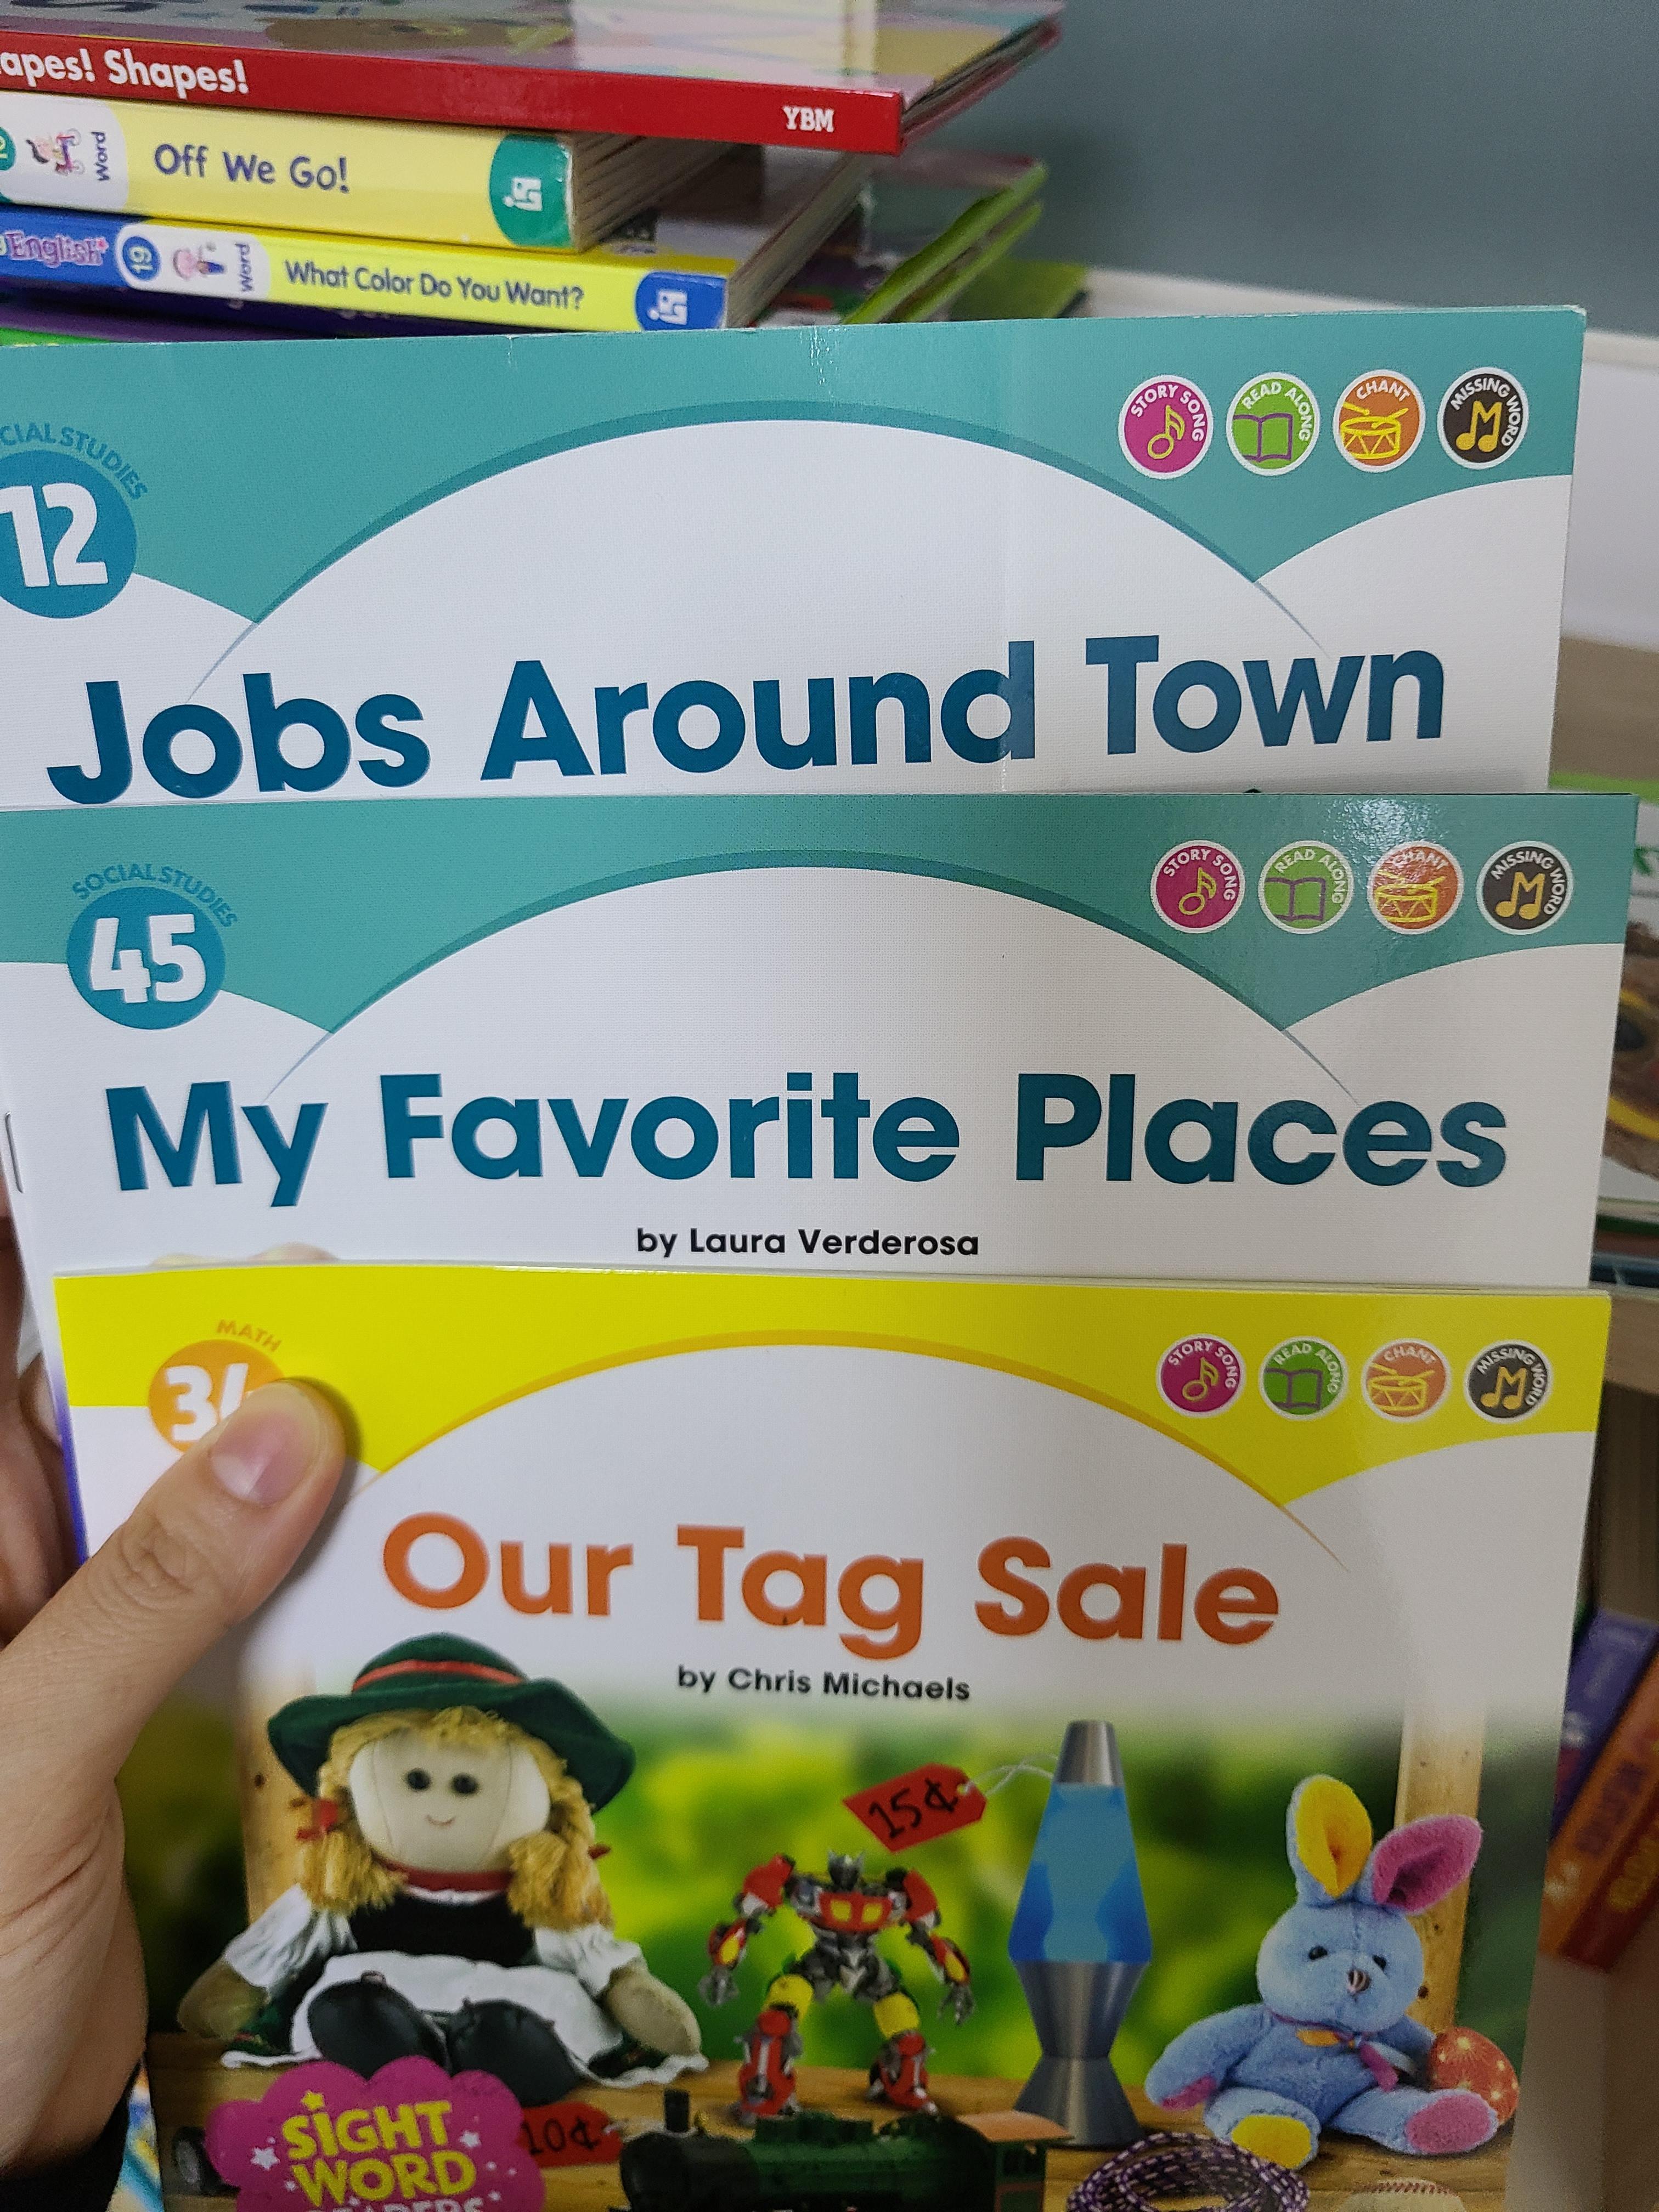 apes! Shapes!
YBM
Word
Off We Go!
English
19
Word
What Color Do You Want?
CIAL STUDIES
12
STORY SONG
READ ALONG
CHANT
MISSING WORD
Jobs Around Town
SOCIAL STUDIES
45
STORY SONG
READ ALONG
CHANT
MISSING WORD
My Favorite Places
by Laura Verderosa
MATH
STORY SONG
READ ALONG
CHANT
MISSING WORD
Our Tag Sale
by Chris Michaels
15¢
SIGHT
WORD
10¢